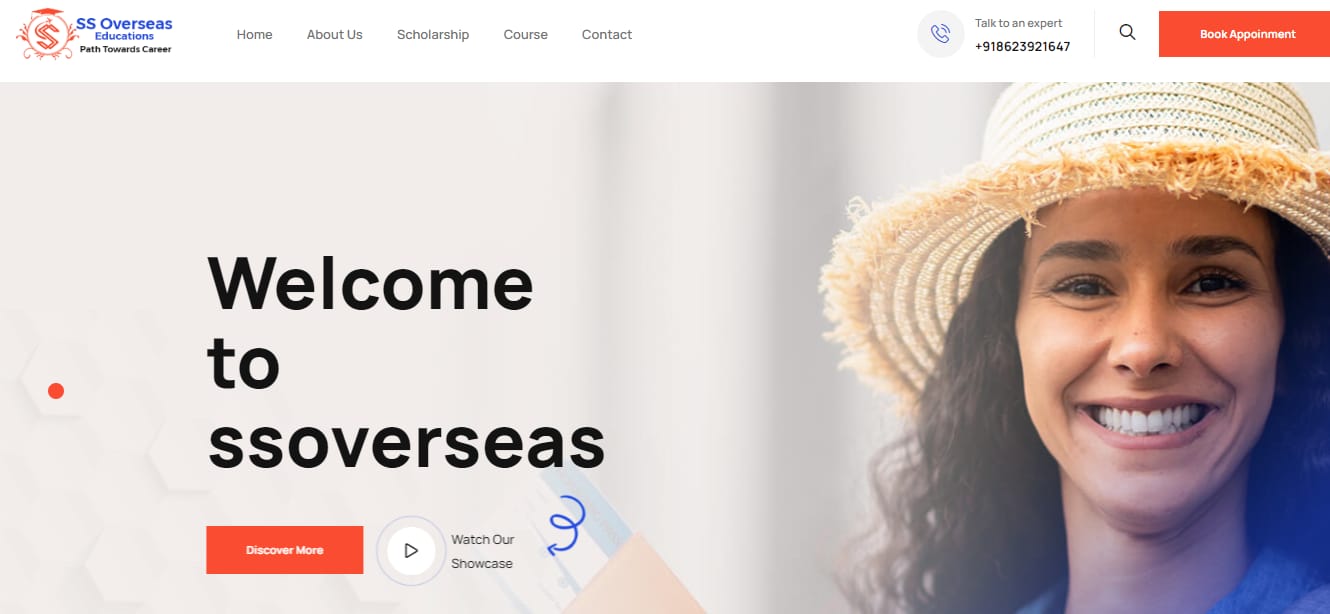 SS Overseas
Educations
Path Towards Career
Home
About Us
Scholarship
Course
Contact
Talk to an expert
+918623921647
Book Appoinment
Welcome
to
ssoverseas
Discover More
Watch Our
Showcase